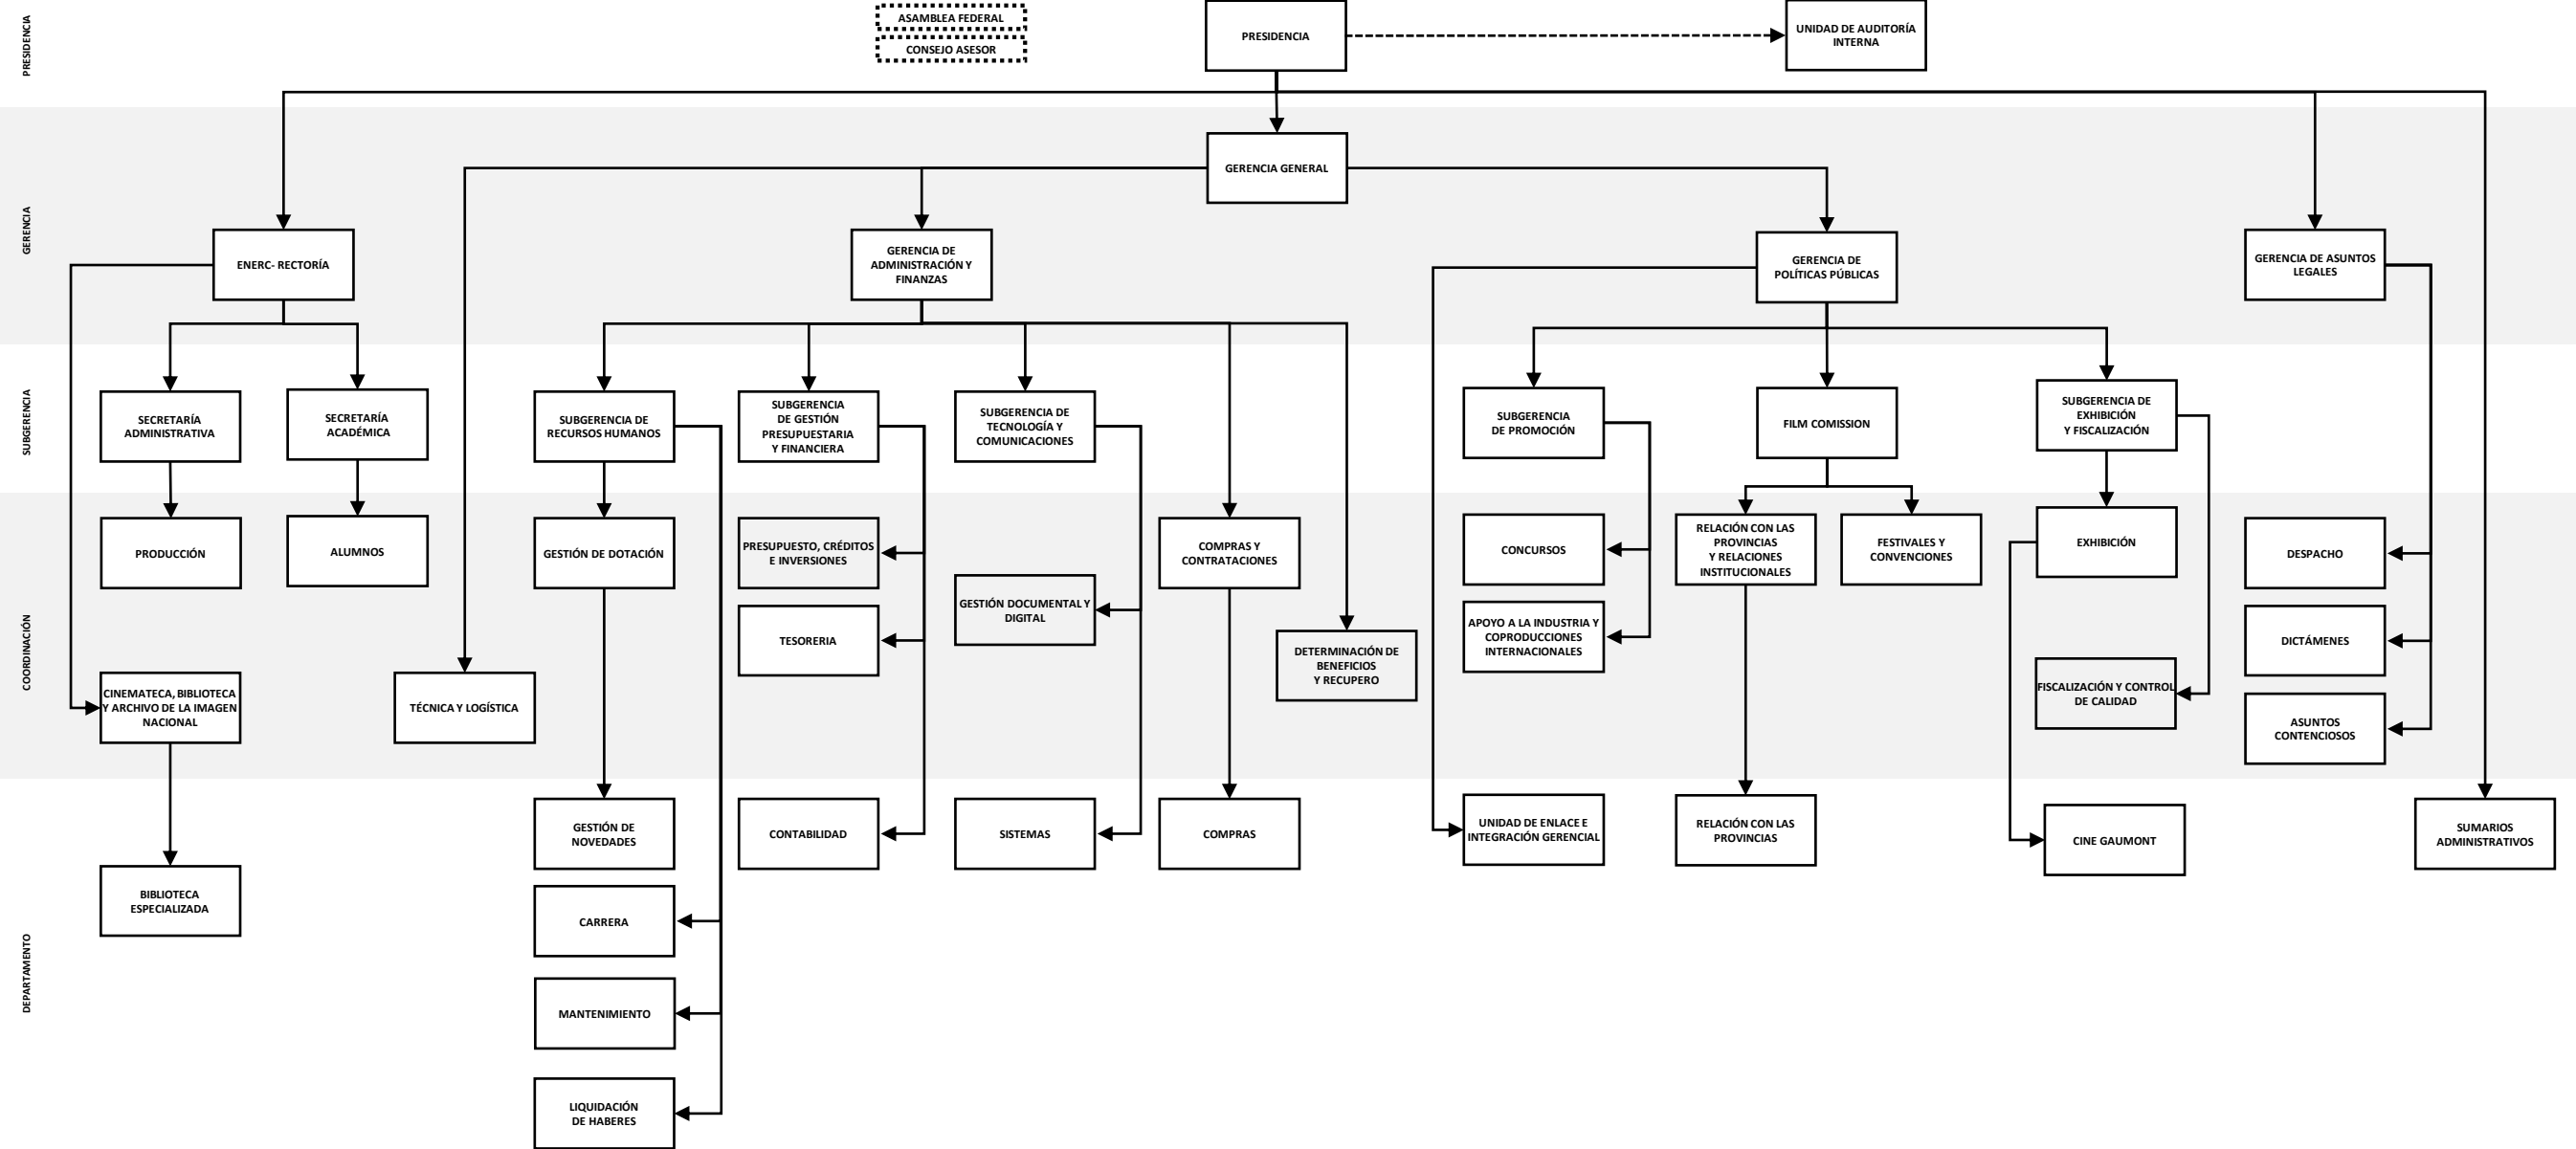 PRESIDENCIA
ASAMBLEA FEDERAL
CONSEJO ASESOR
PRESIDENCIA
UNIDAD DE AUDITORÍA
INTERNA
GERENCIA
GERENCIA GENERAL
ENERC- RECTORÍA
GERENCIA DE
ADMINISTRACIÓN Y
FINANZAS
GERENCIA DE
POLÍTICAS PÚBLICAS
GERENCIA DE ASUNTOS
LEGALES
SUBGERENCIA
SECRETARÍA
ADMINISTRATIVA
SECRETARÍA
ACADÉMICA
SUBGERENCIA DE
RECURSOS HUMANOS
SUBGERENCIA
DE GESTIÓN
PRESUPUESTARIA
Y FINANCIERA
SUBGERENCIA DE
TECNOLOGÍA Y
COMUNICACIONES
SUBGERENCIA
DE PROMOCIÓN
FILM COMISSION
SUBGERENCIA DE
EXHIBICIÓN
Y FISCALIZACIÓN
COORDINACIÓN
PRODUCCIÓN
ALUMNOS
GESTIÓN DE DOTACIÓN
PRESUPUESTO, CRÉDITOS
E INVERSIONES
TESORERIA
GESTIÓN DOCUMENTAL Y
DIGITAL
COMPRAS Y
CONTRATACIONES
DETERMINACIÓN DE
BENEFICIOS
Y RECUPERO
CONCURSOS
APOYO A LA INDUSTRIA Y
COPRODUCCIONES
INTERNACIONALES
RELACIÓN CON LAS
PROVINCIAS
Y RELACIONES
INSTITUCIONALES
FESTIVALES Y
CONVENCIONES
EXHIBICIÓN
FISCALIZACIÓN Y CONTROL
DE CALIDAD
DESPACHO
DICTÁMENES
ASUNTOS
CONTENCIOSOS
CINEMATECA, BIBLIOTECA
Y ARCHIVO DE LA IMAGEN
NACIONAL
TÉCNICA Y LOGÍSTICA
DEPARTAMENTO
BIBLIOTECA
ESPECIALIZADA
GESTIÓN DE
NOVEDADES
CARRERA
MANTENIMIENTO
LIQUIDACIÓN
DE HABERES
CONTABILIDAD
SISTEMAS
COMPRAS
UNIDAD DE ENLACE E
INTEGRACIÓN GERENCIAL
RELACIÓN CON LAS
PROVINCIAS
CINE GAUMONT
SUMARIOS
ADMINISTRATIVOS